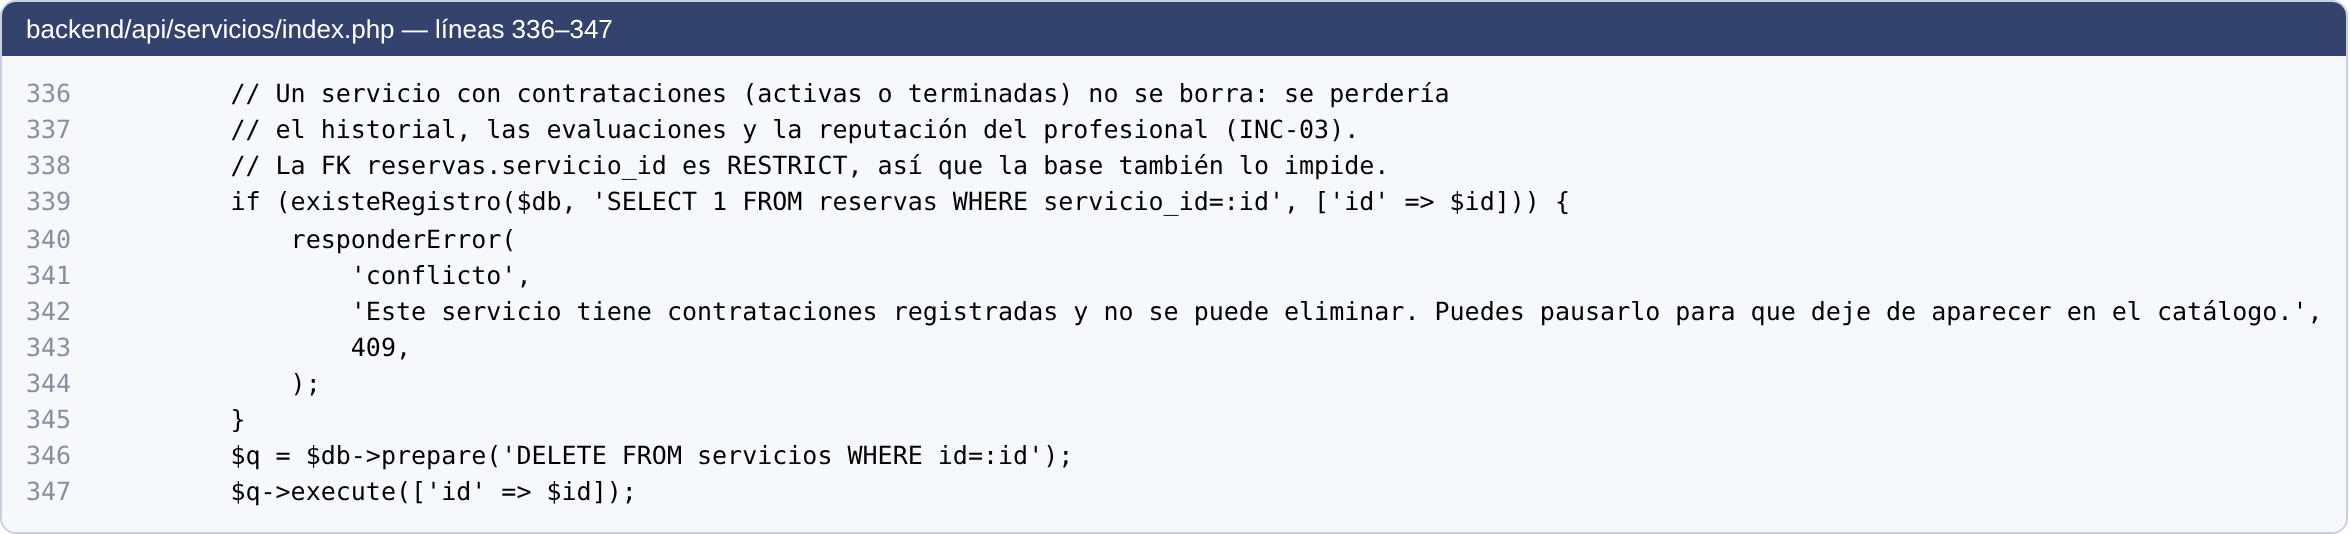 backend/api/servicios/index.php — líneas 336–347
336 // Un servicio con contrataciones (activas o terminadas) no se borra: se perdería
337 // el historial, las evaluaciones y la reputación del profesional (INC-03).
338 // La FK reservas.servicio_id es RESTRICT, así que la base también lo impide.
339 if (existeRegistro($db, 'SELECT 1 FROM reservas WHERE servicio_id=:id', ['id' => $id])) {
340     responderError(
341         'conflicto',
342         'Este servicio tiene contrataciones registradas y no se puede eliminar. Puedes pausarlo para que deje de aparecer en el catálogo.',
343         409,
344     );
345 }
346 $q = $db->prepare('DELETE FROM servicios WHERE id=:id');
347 $q->execute(['id' => $id]);